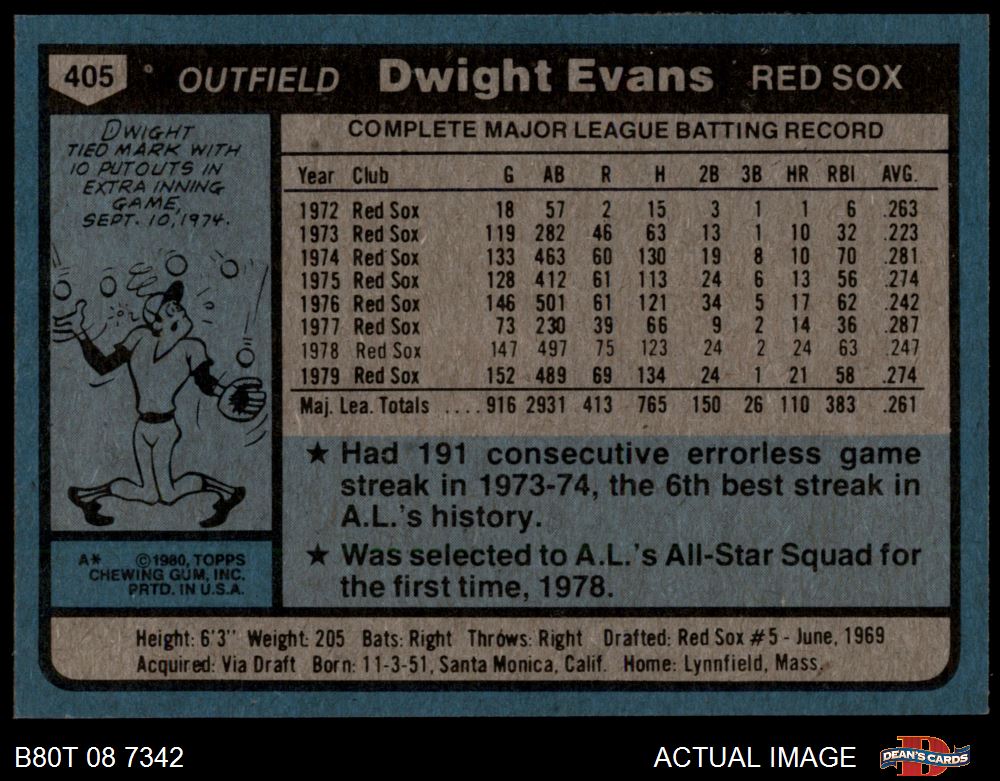 405 OUTFIELD Dwight Evans RED SOX
DWIGHT
TIED MARK WITH
10 PUTOUTS IN
EXTRA INNING
GAME,
SEPT. 10, 1974.
COMPLETE MAJOR LEAGUE BATTING RECORD
Year Club G AB R H 2B 3B HR RBI AVG.
1972 Red Sox 18 57 2 15 3 1 1 6 .263
1973 Red Sox 119 282 46 63 13 1 10 32 .223
1974 Red Sox 133 463 60 130 19 8 10 70 .281
1975 Red Sox 128 412 61 113 24 6 13 56 .274
1976 Red Sox 146 501 61 121 34 5 17 62 .242
1977 Red Sox 73 230 39 66 9 2 14 36 .287
1978 Red Sox 147 497 75 123 24 2 24 63 .247
1979 Red Sox 152 489 69 134 24 1 21 58 .274
Maj. Lea. Totals ....916 2931 413 765 150 26 110 383 .261
★ Had 191 consecutive errorless game
streak in 1973-74, the 6th best streak in
A.L.'s history.
★ Was selected to A.L.'s All-Star Squad for
the first time, 1978.
A* ©1980, TOPPS
CHEWING GUM, INC.
PRTD. IN U.S.A.
Height: 6'3" Weight: 205 Bats: Right Throws: Right Drafted: Red Sox #5 - June, 1969
Acquired: Via Draft Born: 11-3-51, Santa Monica, Calif. Home: Lynnfield, Mass.
B80T 08 7342
ACTUAL IMAGE
DEAN'S CARDS